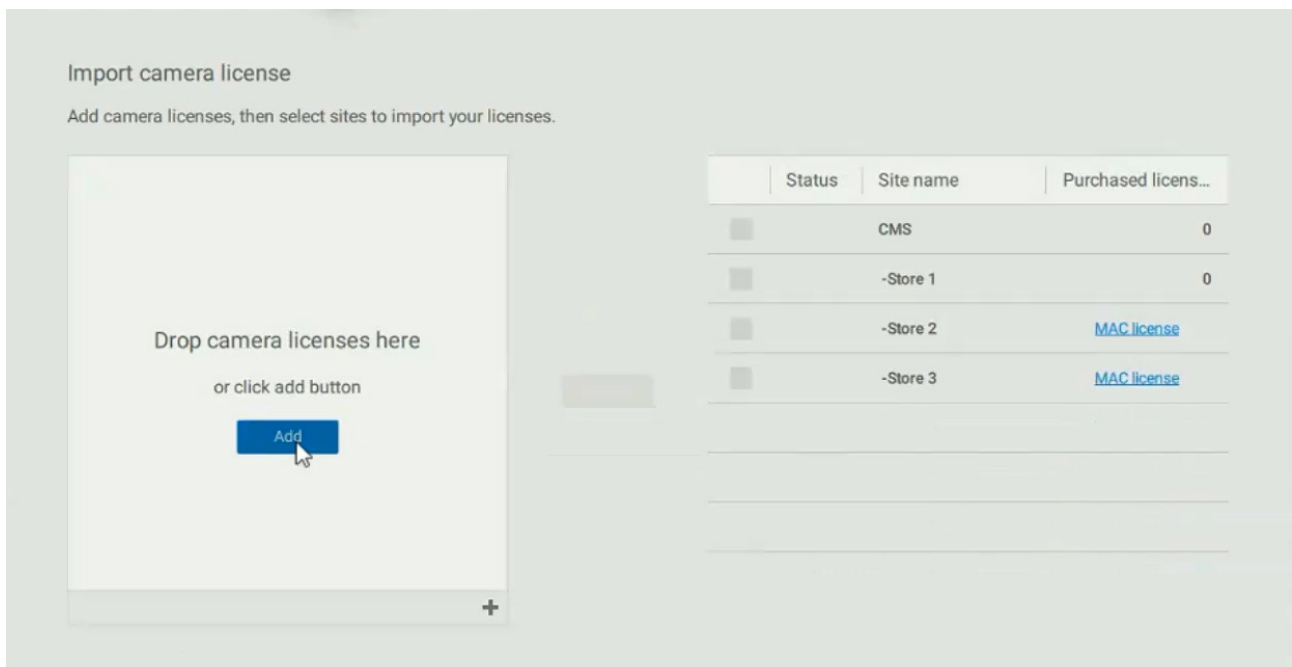 Import camera license
Add camera licenses, then select sites to import your licenses.
Drop camera licenses here
or click add button
Add
Status Site name Purchased licens...
CMS 0
-Store 1 0
-Store 2 MAC license
-Store 3 MAC license